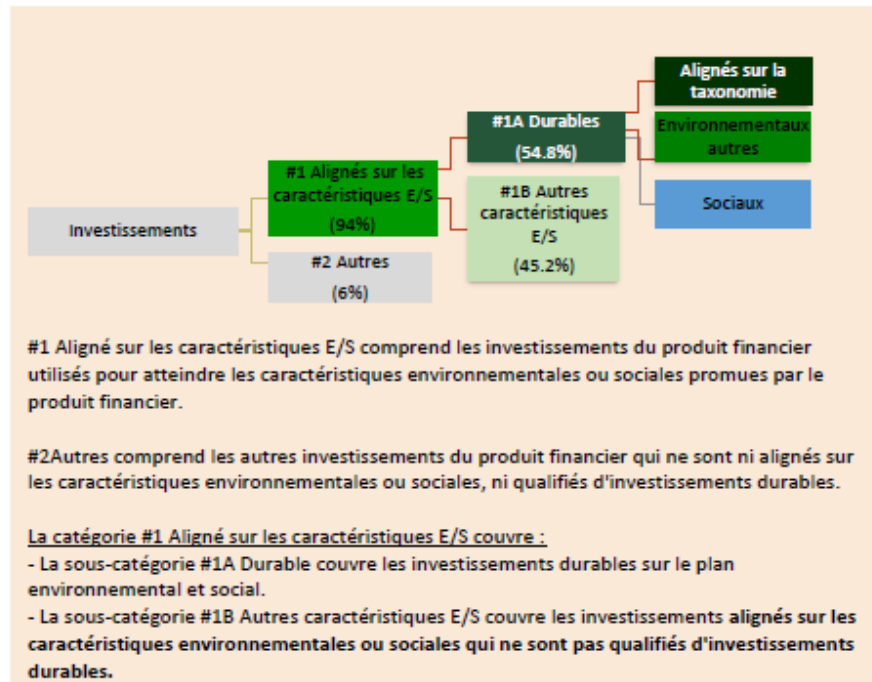 Alignés sur la
taxonomie
#1A Durables
(54.8%)
Environnementaux
autres
#1 Alignés sur les
caractéristiques E/S
(94%)
#1B Autres
caractéristiques
E/S
(45.2%)
Sociaux
Investissements
#2 Autres
(6%)
#1 Aligné sur les caractéristiques E/S comprend les investissements du produit financier
utilisés pour atteindre les caractéristiques environnementales ou sociales promues par le
produit financier.
#2Autres comprend les autres investissements du produit financier qui ne sont ni alignés sur
les caractéristiques environnementales ou sociales, ni qualifiés d'investissements durables.
La catégorie #1 Aligné sur les caractéristiques E/S couvre :
- La sous-catégorie #1A Durable couvre les investissements durables sur le plan
environnemental et social.
- La sous-catégorie #1B Autres caractéristiques E/S couvre les investissements alignés sur les
caractéristiques environnementales ou sociales qui ne sont pas qualifiés d'investissements
durables.